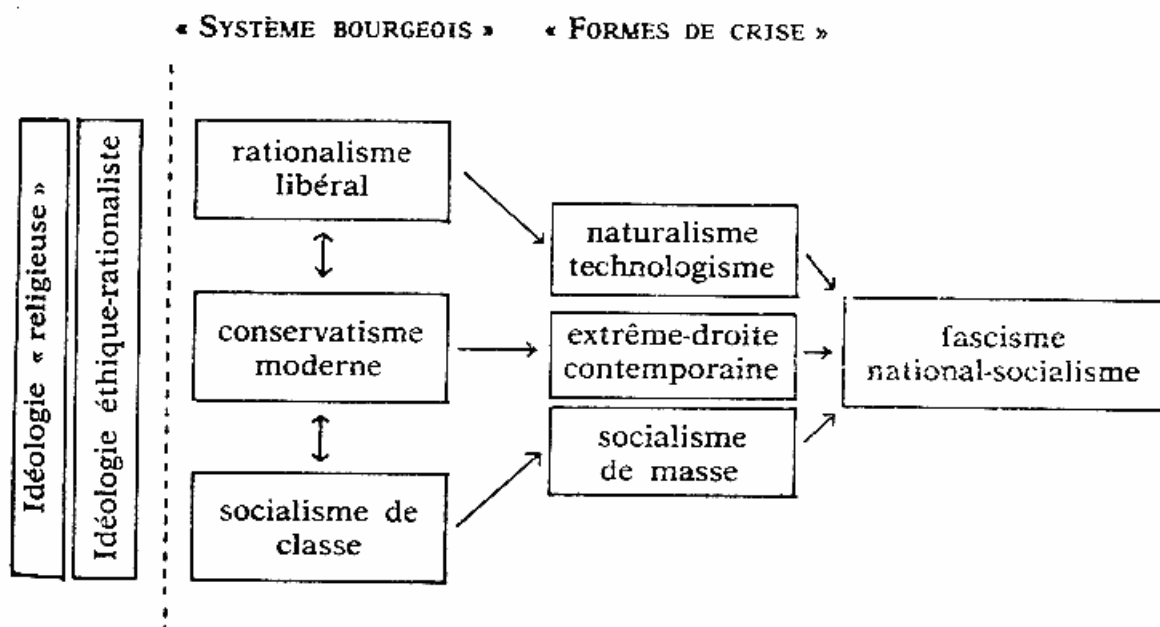 « SYSTÈME BOURGEOIS »
« FORMES DE CRISE »
Idéologie « religieuse »
Idéologie éthique-rationaliste
rationalisme
libéral
conservatisme
moderne
socialisme de
classe
naturalisme
technologisme
extrême-droite
contemporaine
socialisme
de masse
fascisme
national-socialisme